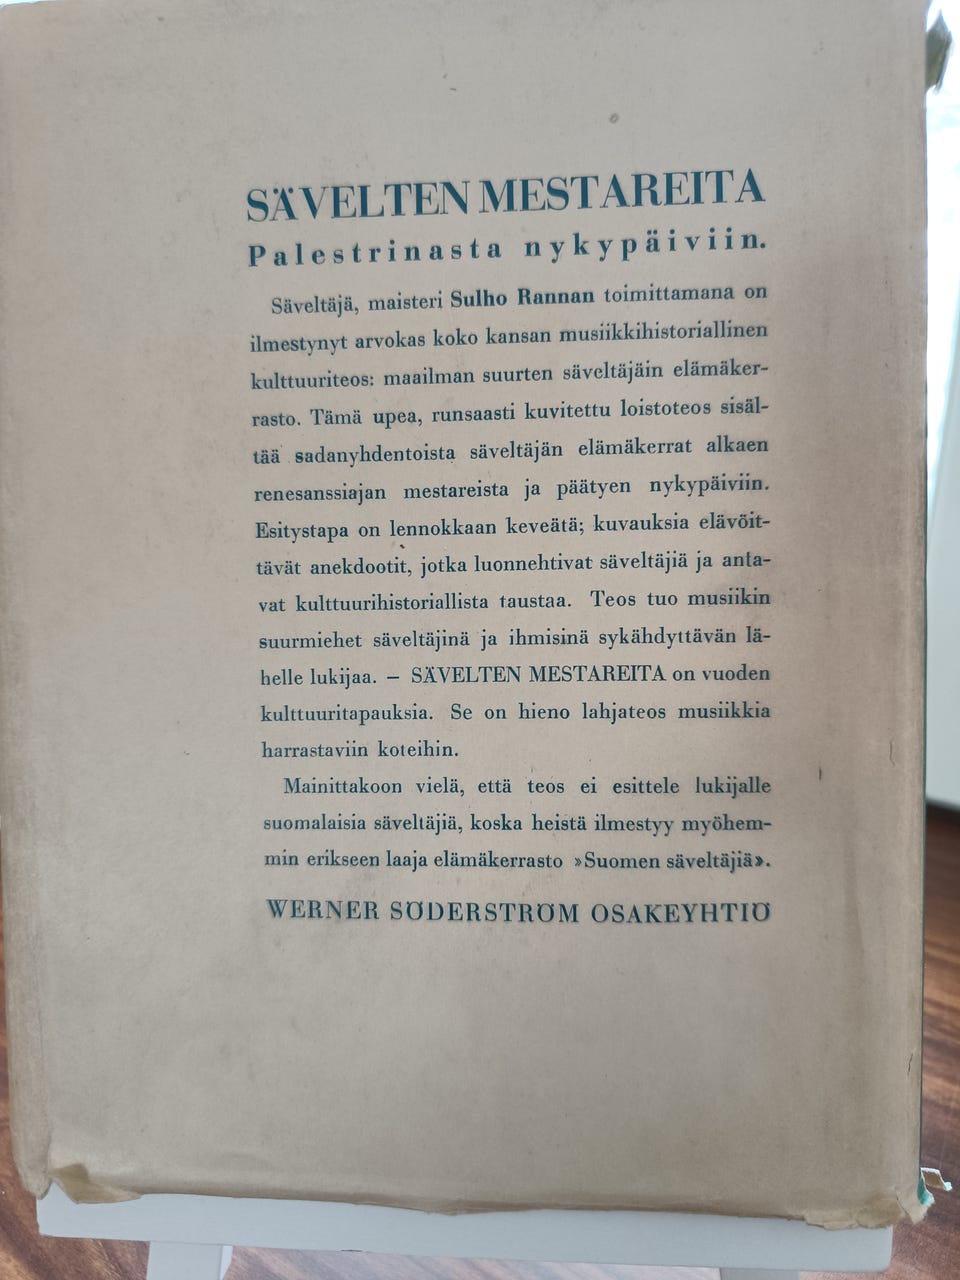 SÄVELTEN MESTAREITA
Palestrinasta nykypäiviin.
Säveltäjä, maisteri Sulho Rannan toimittamana on
ilmestynyt arvokas koko kansan musiikkihistoriallinen
kulttuuriteos: maailman suurten säveltäjäin elämäker-
rasto. Tämä upea, runsaasti kuvitettu loistoteos sisäl-
tää sadanyhdentoista säveltäjän elämäkerrat alkaen
renesanssiajan mestareista ja päätyen nykypäiviin.
Esitystapa on lennokkaan keveätä; kuvauksia elävöit-
tävät anekdootit, jotka luonnehtivat säveltäjiä ja anta-
vat kulttuurihistoriallista taustaa. Teos tuo musiikin
suurmiehet säveltäjinä ja ihmisinä sykähdyttävän lä-
helle lukijaa. — SÄVELTEN MESTAREITA on vuoden
kulttuuritapauksia. Se on hieno lahjateos musiikkia
harrastaviin koteihin.
Mainittakoon vielä, että teos ei esittele lukijalle
suomalaisia säveltäjiä, koska heistä ilmestyy myöhem-
min erikseen laaja elämäkerrasto »Suomen säveltäjiä».
WERNER SÖDERSTRÖM OSAKEYHTIÖ